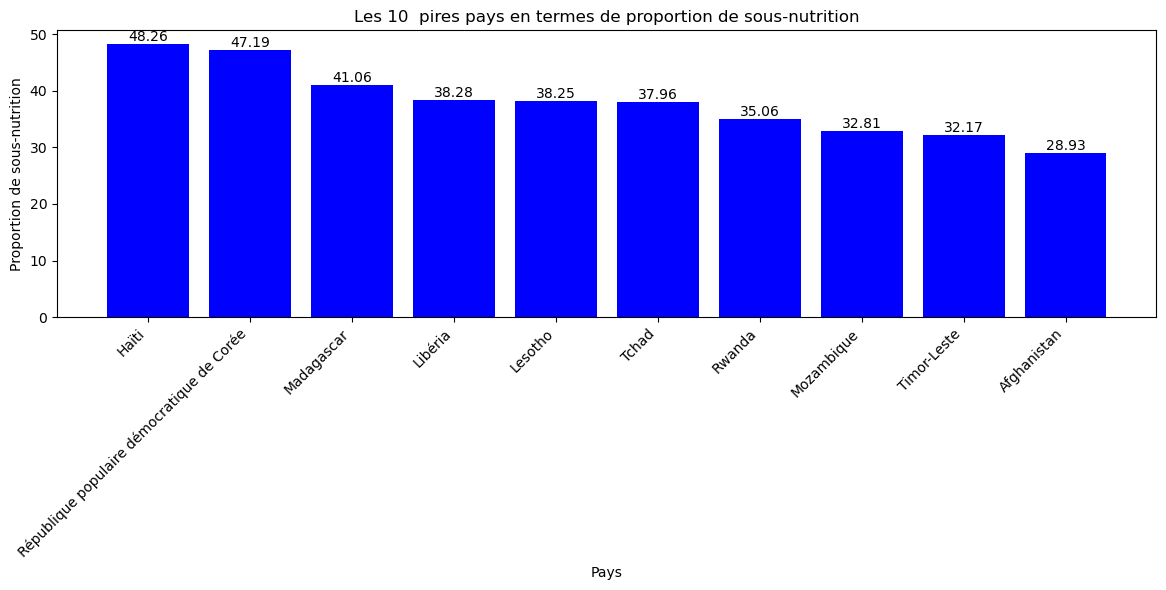 Les 10  pires pays en termes de proportion de sous-nutrition
Proportion de sous-nutrition
50
40
30
20
10
0
48.26
47.19
41.06
38.28
38.25
37.96
35.06
32.81
32.17
28.93
Haïti
République populaire démocratique de Corée
Madagascar
Libéria
Lesotho
Tchad
Rwanda
Mozambique
Timor-Leste
Afghanistan
Pays